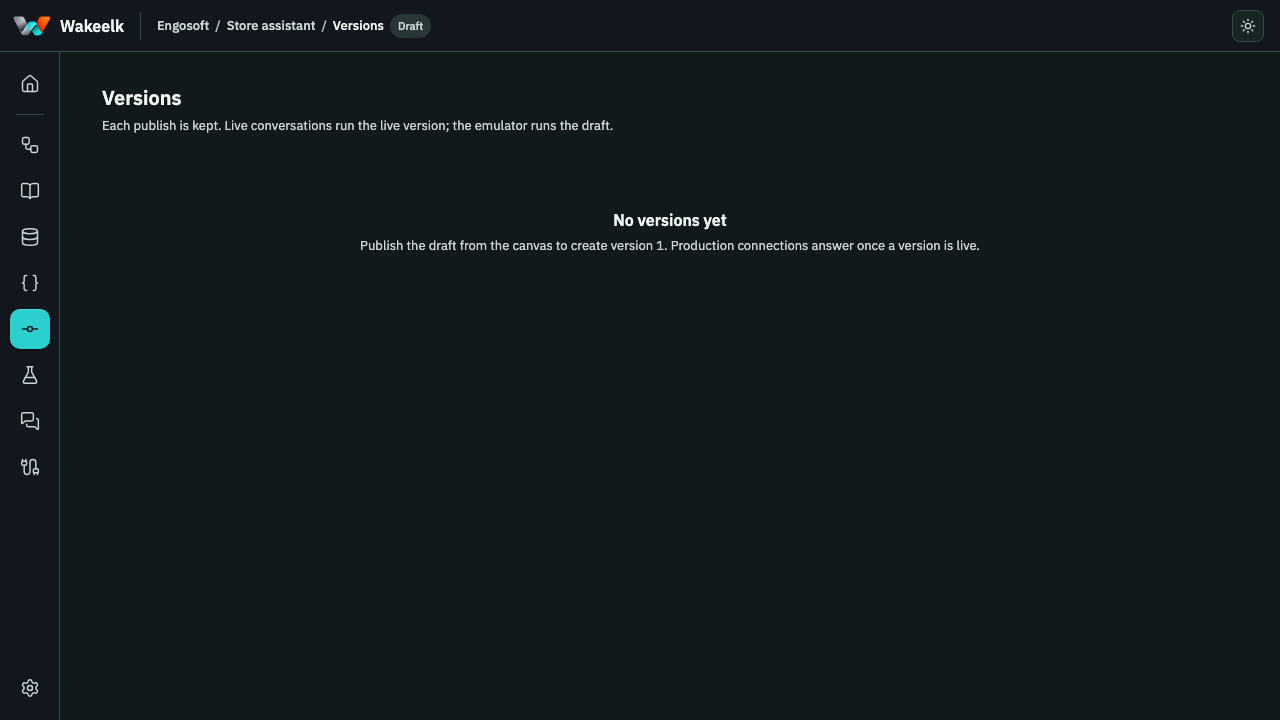 Wakeelk
Engosoft / Store assistant / Versions Draft
Versions
Each publish is kept. Live conversations run the live version; the emulator runs the draft.
No versions yet
Publish the draft from the canvas to create version 1. Production connections answer once a version is live.